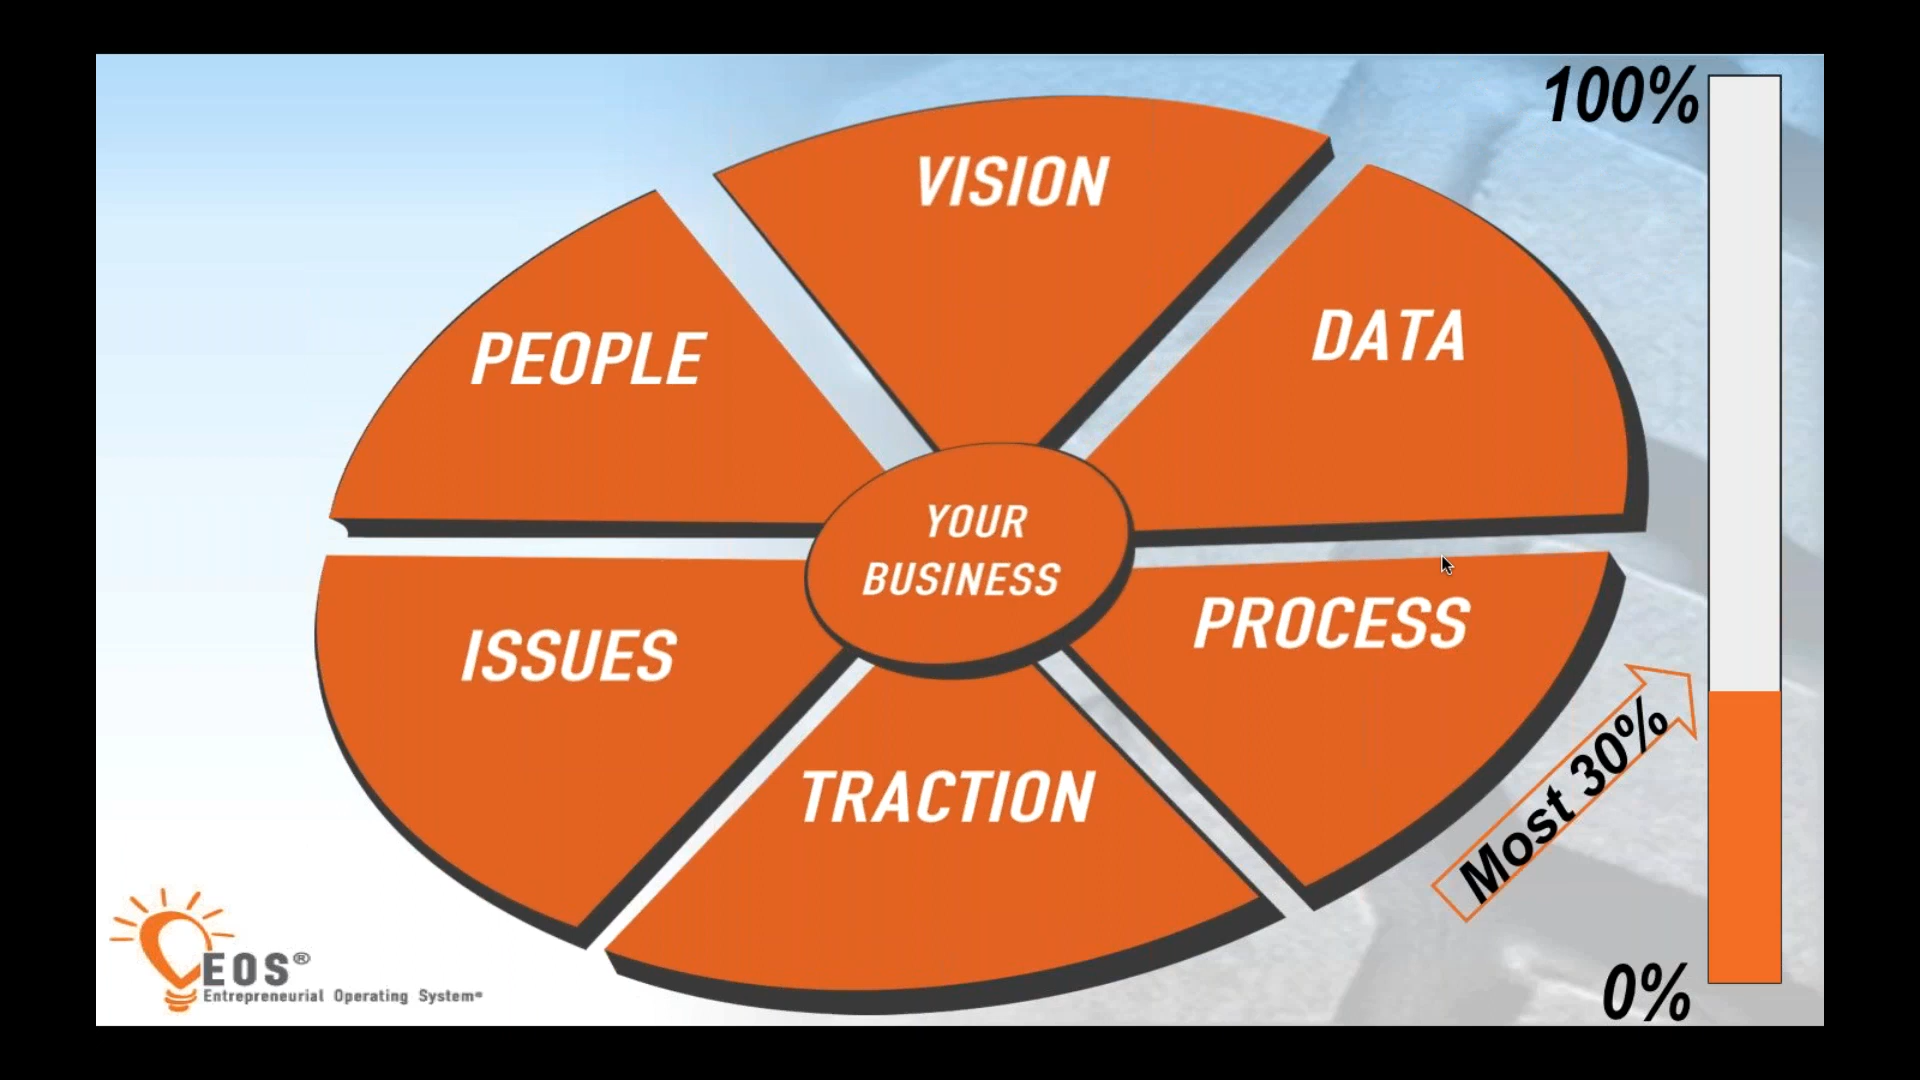 100%
VISION
DATA
PEOPLE
YOUR
BUSINESS
PROCESS
ISSUES
Most 30%
TRACTION
EOS®
Entrepreneurial Operating System®
0%